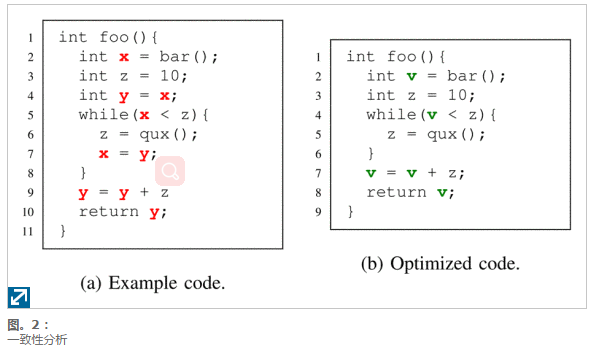 1 int foo(){
2 int x = bar();
3 int z = 10;
4 int y = x;
5 while(x < z){
6 z = qux();
7 x = y;
8 }
9 y = y + z
10 return y;
11 }
(a) Example code.
1 int foo(){
2 int v = bar();
3 int z = 10;
4 while(v < z){
5 z = qux();
6 }
7 v = v + z;
8 return v;
9 }
(b) Optimized code.
图。2：
一致性分析